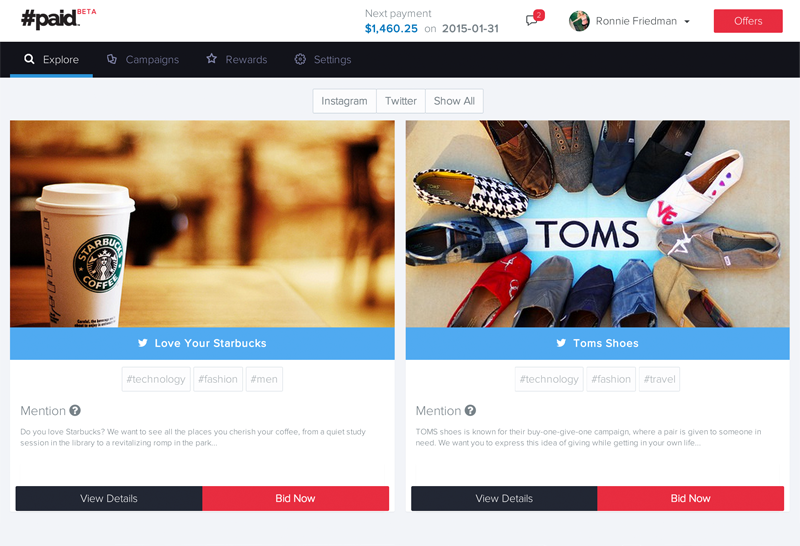 #paid BETA
Next payment
$1,460.25 on 2015-01-31
2
Ronnie Friedman
Offers
Explore
Campaigns
Rewards
Settings
Instagram
Twitter
Show All
STARBUCKS
COFFEE
TOMS
TOMS
Love Your Starbucks
#technology
#fashion
#men
Mention
Do you love Starbucks? We want to see all the places you cherish your coffee, from a quiet study
session in the library to a revitalizing romp in the park...
View Details
Bid Now
Toms Shoes
#technology
#fashion
#travel
Mention
TOMS shoes is known for their buy-one-give-one campaign, where a pair is given to someone in
need. We want you to express this idea of giving while getting in your own life...
View Details
Bid Now